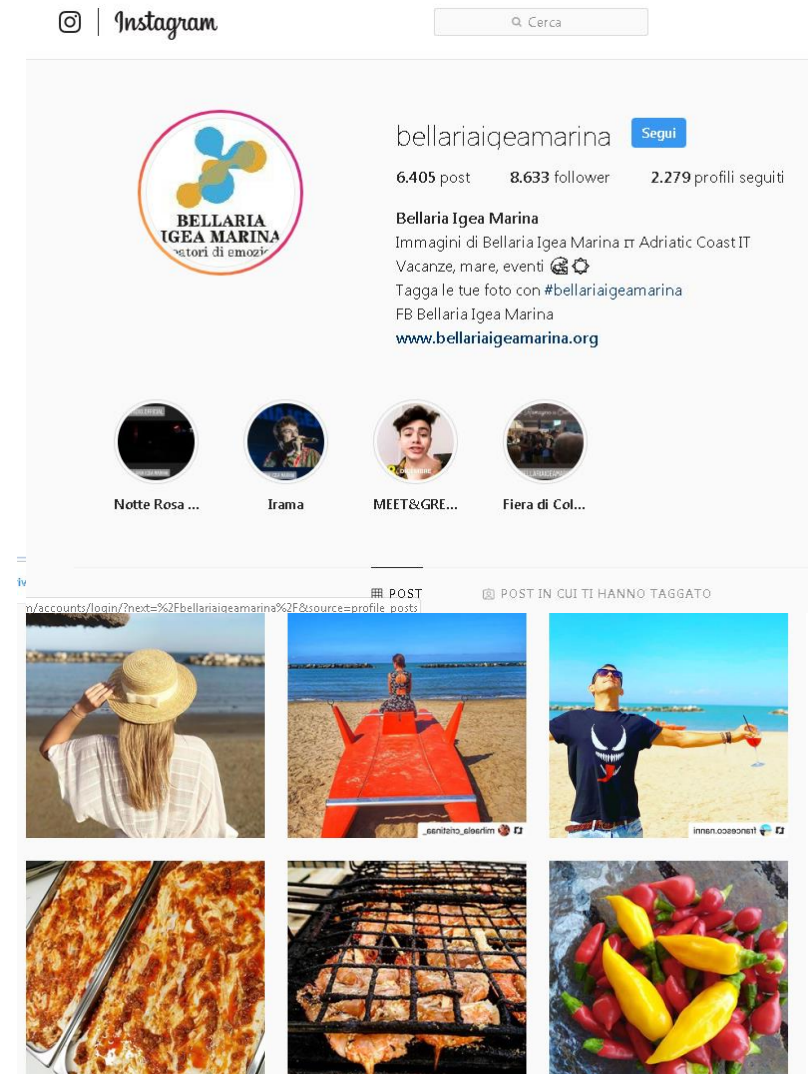 Instagram
Cerca
bellariaigeamarina
Segui
6.405 post 8.633 follower 2.279 profili seguiti
BELLARIA
IGEA MARINA
Bellaria Igea Marina
Immagini di Bellaria Igea Marina IT Adriatic Coast IT
Vacanze, mare, eventi
Tagga le tue foto con #bellariaigeamarina
FB Bellaria Igea Marina
www.bellariaigeamarina.org
Notte Rosa ...
Irama
MEET&GRE...
Fiera di Col...
POST
POST IN CUI TI HANNO TAGGATO
m/accounts/login/?next=%2Fbellariaigeamarina%2F&source=profile_posts
mihaela_cristinaa_
francesco.nanni